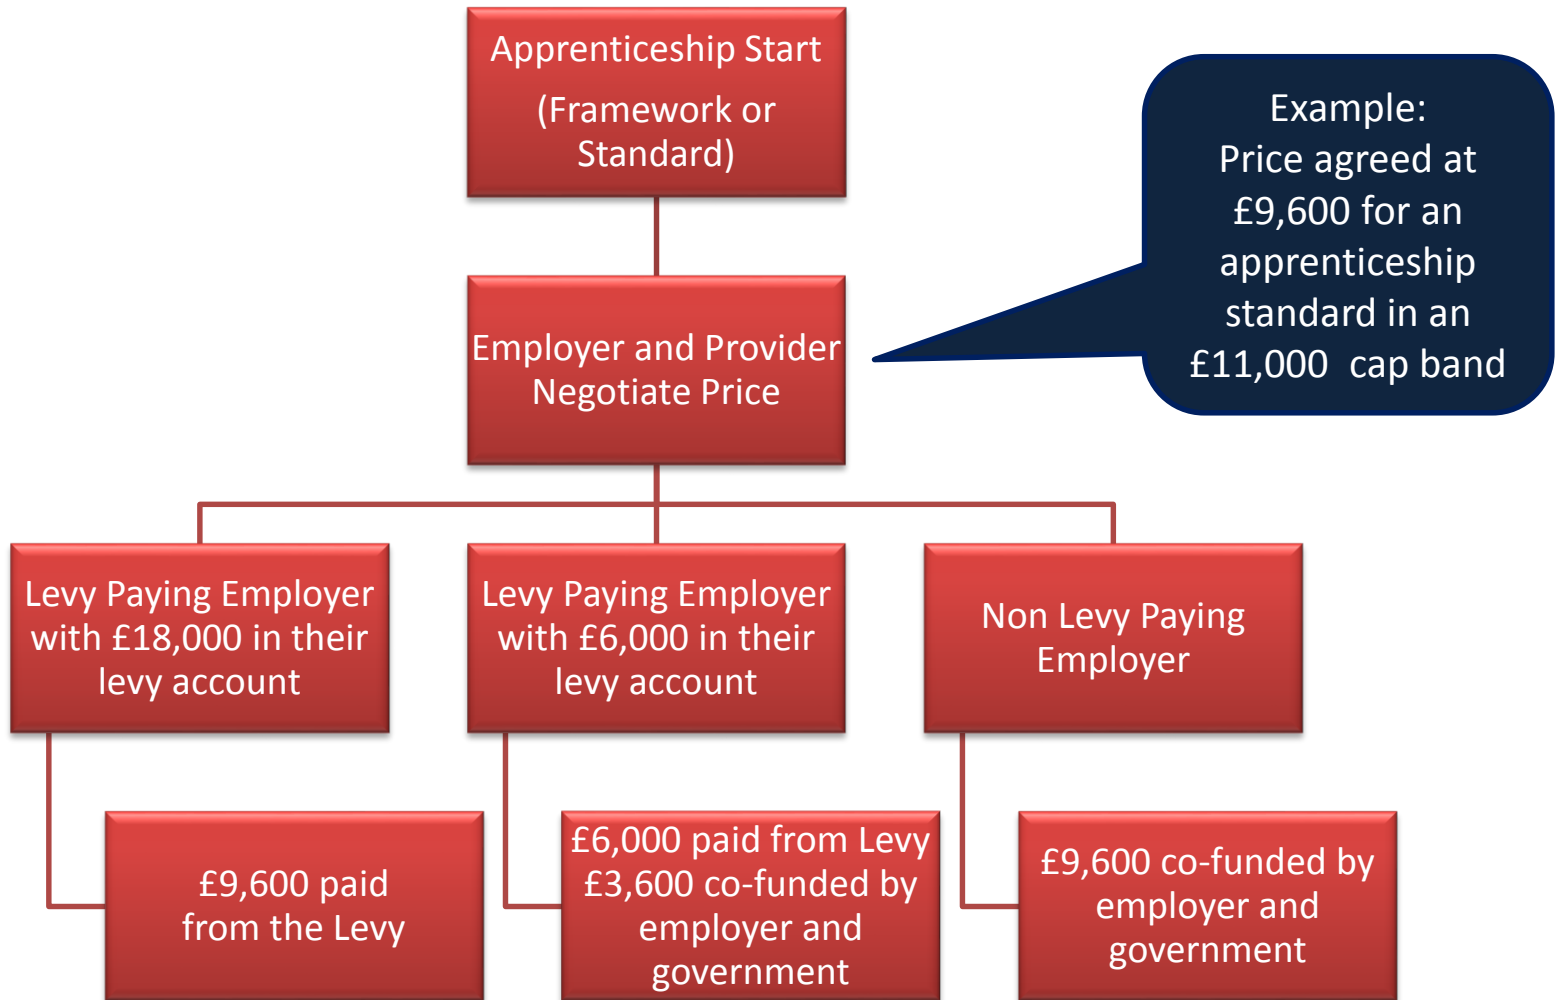 Apprenticeship Start
(Framework or
Standard)
Example:
Price agreed at
£9,600 for an
apprenticeship
standard in an
£11,000 cap band
Employer and Provider
Negotiate Price
Levy Paying Employer
with £18,000 in their
levy account
Levy Paying Employer
with £6,000 in their
levy account
Non Levy Paying
Employer
£9,600 paid
from the Levy
£6,000 paid from Levy
£3,600 co-funded by
employer and
government
£9,600 co-funded by
employer and
government